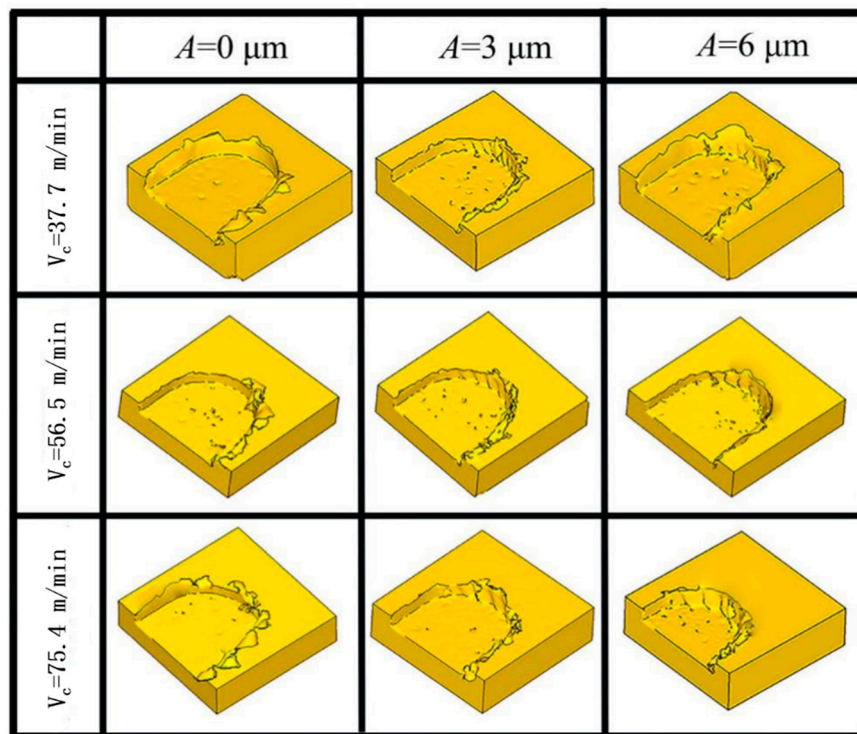 A=0 μm
A=3 μm
A=6 μm
Vc=37.7 m/min
Vc=56.5 m/min
Vc=75.4 m/min